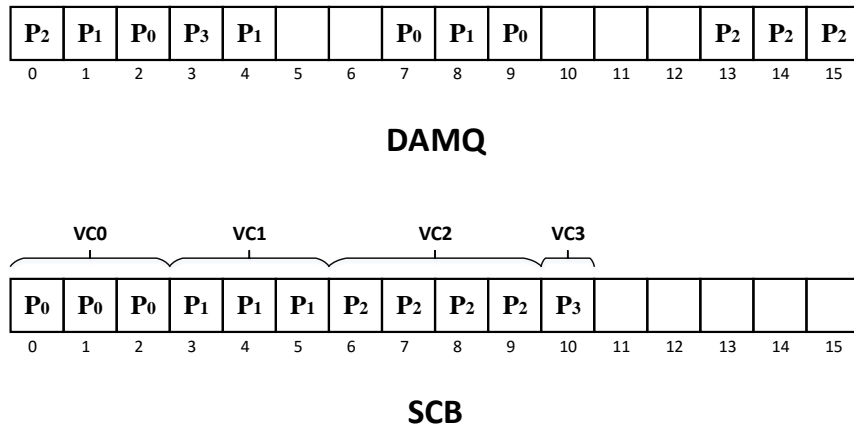 P2 P1 P0 P3 P1 P0 P1 P0 P2 P2 P2
0 1 2 3 4 5 6 7 8 9 10 11 12 13 14 15
DAMQ
VC0 VC1 VC2 VC3
P0 P0 P0 P1 P1 P1 P2 P2 P2 P2 P3
0 1 2 3 4 5 6 7 8 9 10 11 12 13 14 15
SCB